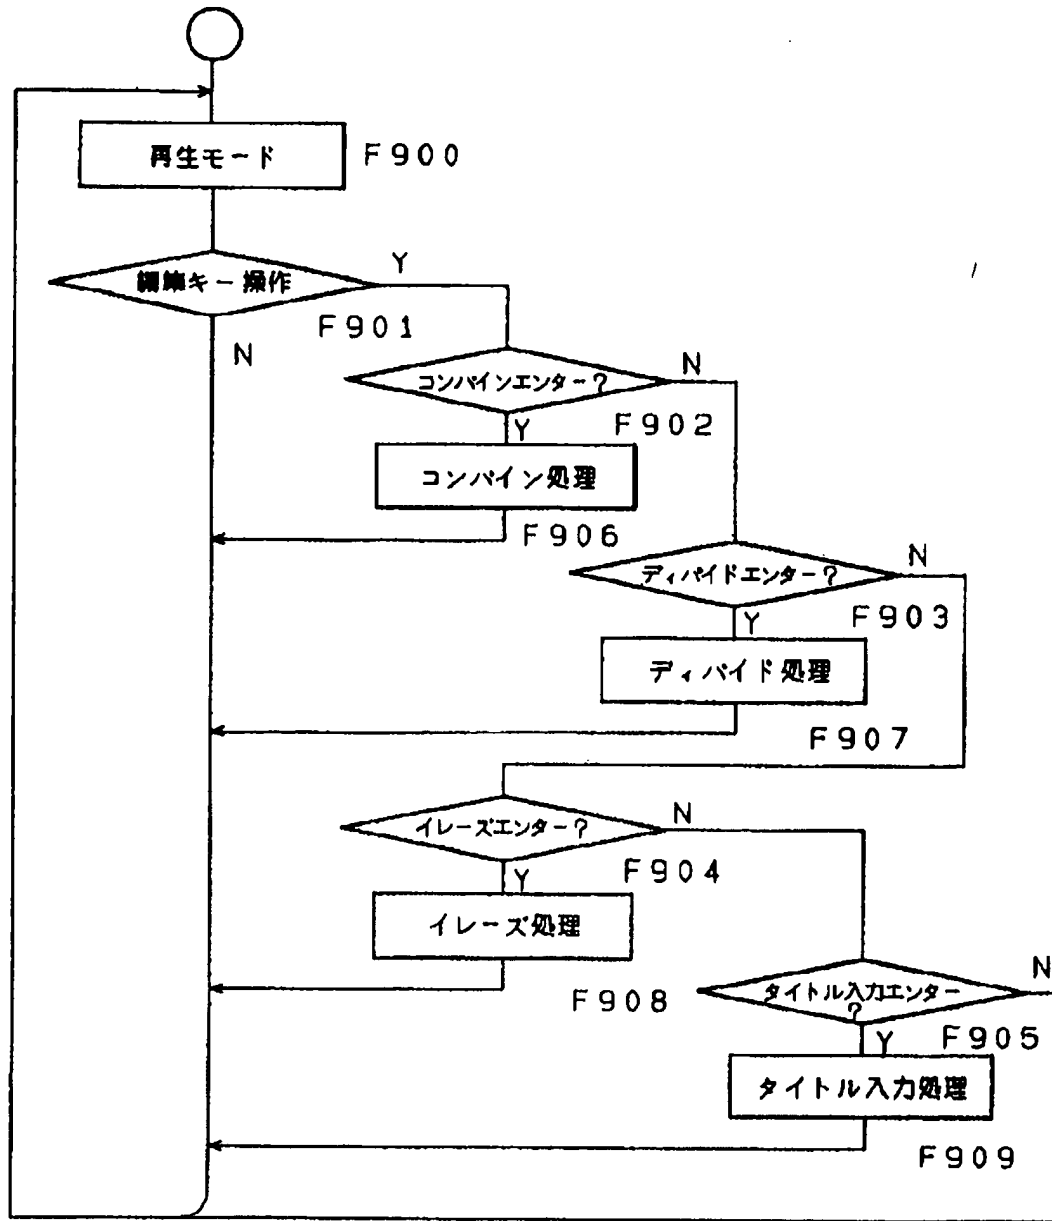 再生モード F900
編集キー操作
Y
F901
N
コンバインエンター?
N
F902
Y
コンバイン処理
F906
ディバイドエンター?
N
F903
Y
ディバイド処理
F907
イレーズエンター?
N
F904
Y
イレーズ処理
F908
タイトル入力エンター
?
N
F905
Y
タイトル入力処理
F909